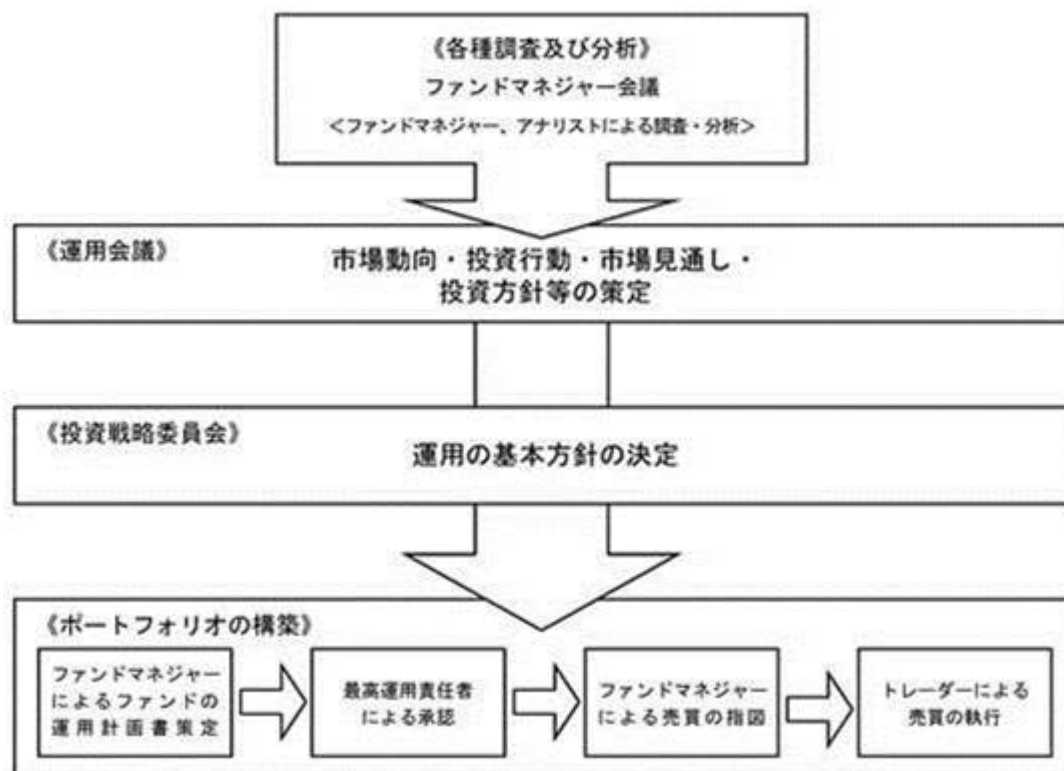 《各種調査及び分析》
ファンドマネジャー会議
<ファンドマネジャー、アナリストによる調査・分析>
《運用会議》
市場動向・投資行動・市場見通し・
投資方針等の策定
《投資戦略委員会》
運用の基本方針の決定
《ポートフォリオの構築》
ファンドマネジャー
によるファンドの
運用計画書策定
最高運用責任者
による承認
ファンドマネジャー
による売買の指図
トレーダーによる
売買の執行